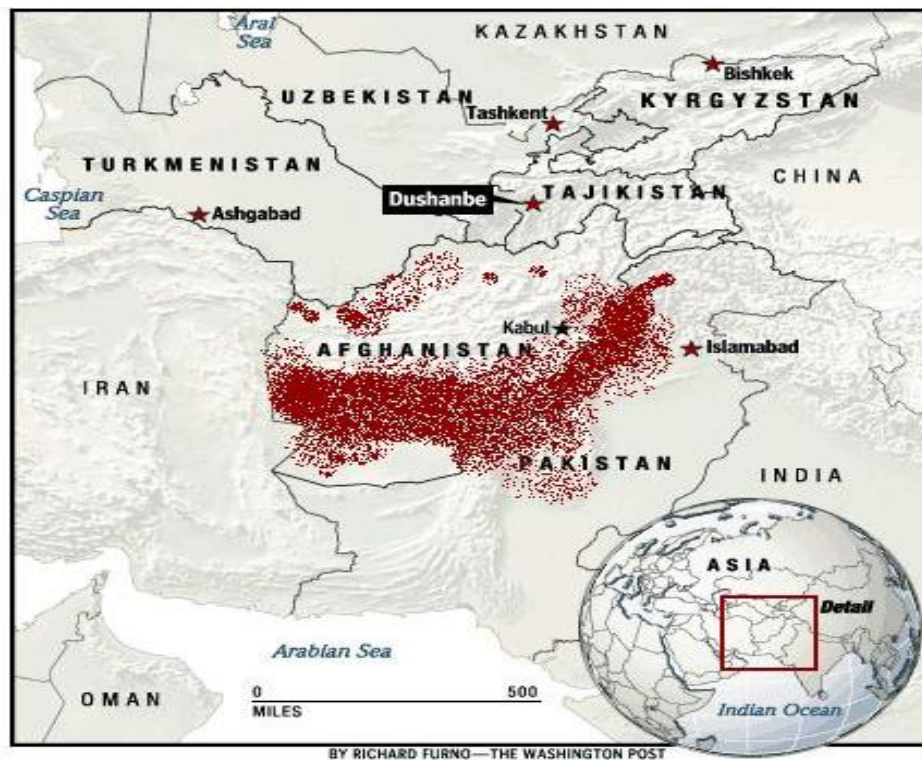 Aral
Sea
KAZAKHSTAN
Bishkek
UZBEKISTAN
KYRGYZSTAN
Tashkent
TURKMENISTAN
CHINA
Caspian
Sea
Dushanbe
TAJIKISTAN
Ashgabad
Kabul
AFGHANISTAN
Islamabad
IRAN
PAKISTAN
INDIA
ASIA
Detail
Arabian Sea
OMAN
0 500
MILES
Indian Ocean
BY RICHARD FURNO—THE WASHINGTON POST